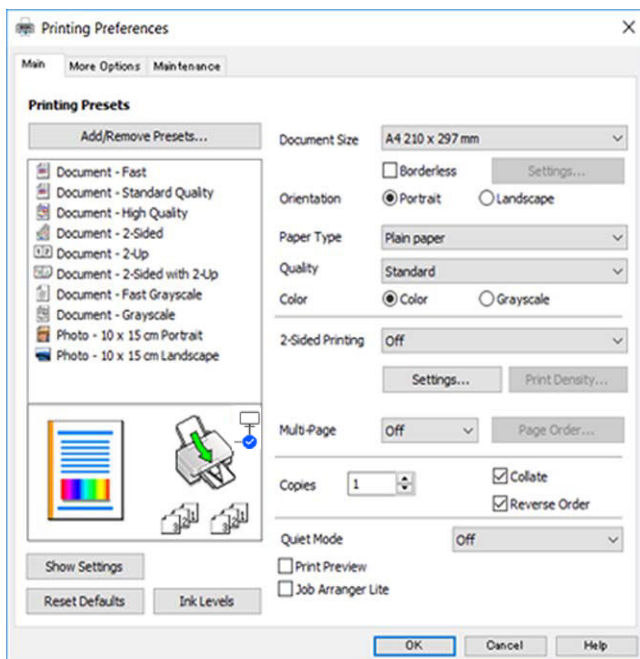 Printing Preferences
Main More Options Maintenance
Printing Presets
Add/Remove Presets...
Document - Fast
Document - Standard Quality
Document - High Quality
Document - 2-Sided
Document - 2-Up
Document - 2-Sided with 2-Up
Document - Fast Grayscale
Document - Grayscale
Photo - 10 x 15 cm Portrait
Photo - 10 x 15 cm Landscape
Show Settings
Reset Defaults Ink Levels
Document Size A4 210 x 297 mm
Borderless Settings...
Orientation Portrait Landscape
Paper Type Plain paper
Quality Standard
Color Color Grayscale
2-Sided Printing Off
Settings... Print Density...
Multi-Page Off Page Order...
Copies 1 Collate
Reverse Order
Quiet Mode Off
Print Preview
Job Arranger Lite
OK Cancel Help